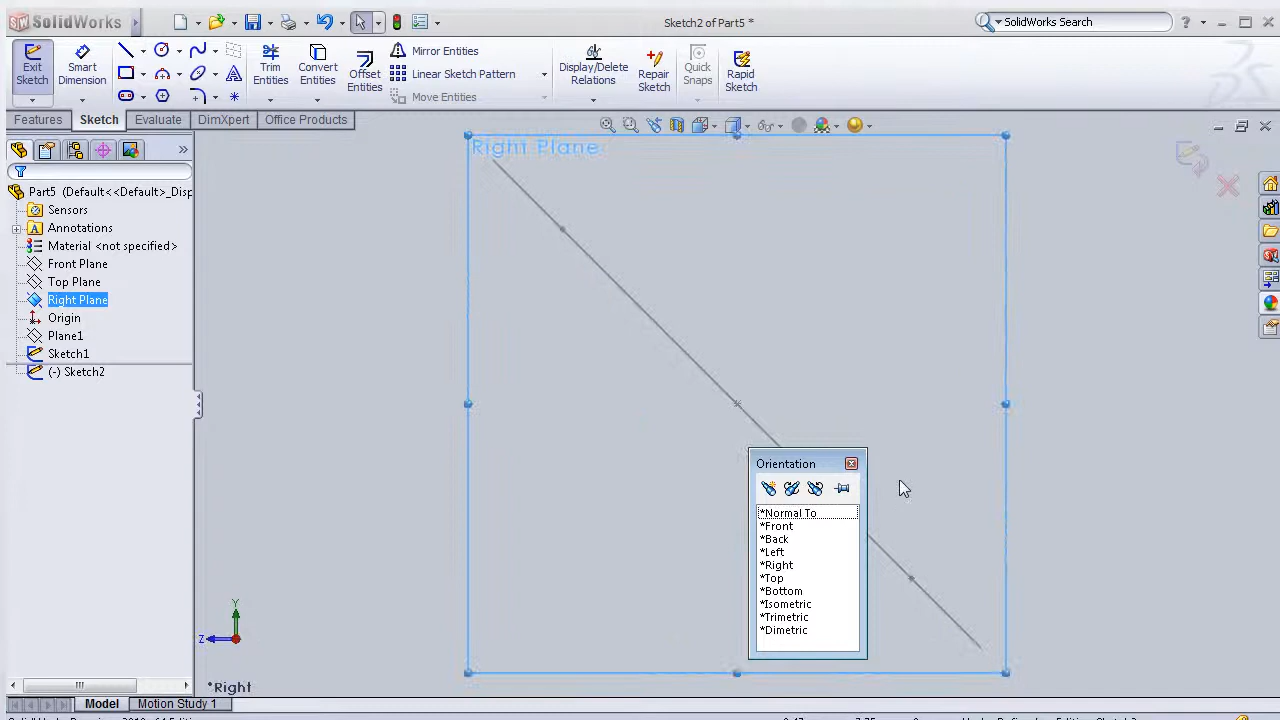 SolidWorks
Sketch2 of Part5 *
SolidWorks Search
Exit Sketch
Smart Dimension
Trim Entities
Convert Entities
Offset Entities
Mirror Entities
Linear Sketch Pattern
Move Entities
Display/Delete Relations
Repair Sketch
Quick Snaps
Rapid Sketch
Features
Sketch
Evaluate
DimXpert
Office Products
Right Plane
Part5 (Default<<Default>_Disp
Sensors
Annotations
Material <not specified>
Front Plane
Top Plane
Right Plane
Origin
Plane1
Sketch1
(-) Sketch2
Orientation
*Normal To
*Front
*Back
*Left
*Right
*Top
*Bottom
*Isometric
*Trimetric
*Dimetric
Y
Z
*Right
Model
Motion Study 1